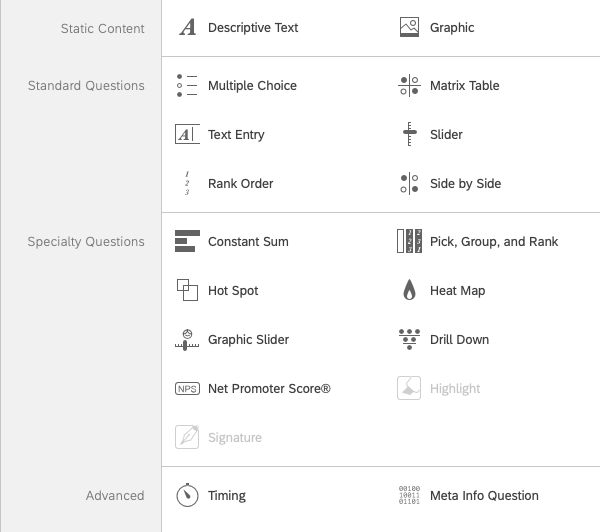 Static Content
Descriptive Text
Graphic
Standard Questions
Multiple Choice
Matrix Table
Text Entry
Slider
Rank Order
Side by Side
Specialty Questions
Constant Sum
Pick, Group, and Rank
Hot Spot
Heat Map
Graphic Slider
Drill Down
NPS Net Promoter Score®
Highlight
Signature
Advanced
Timing
Meta Info Question